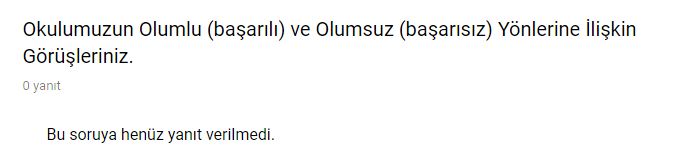 Okulumuzun Olumlu (başarılı) ve Olumsuz (başarısız) Yönlerine İlişkin
Görüşleriniz.
0 yanıt
Bu soruya henüz yanıt verilmedi.